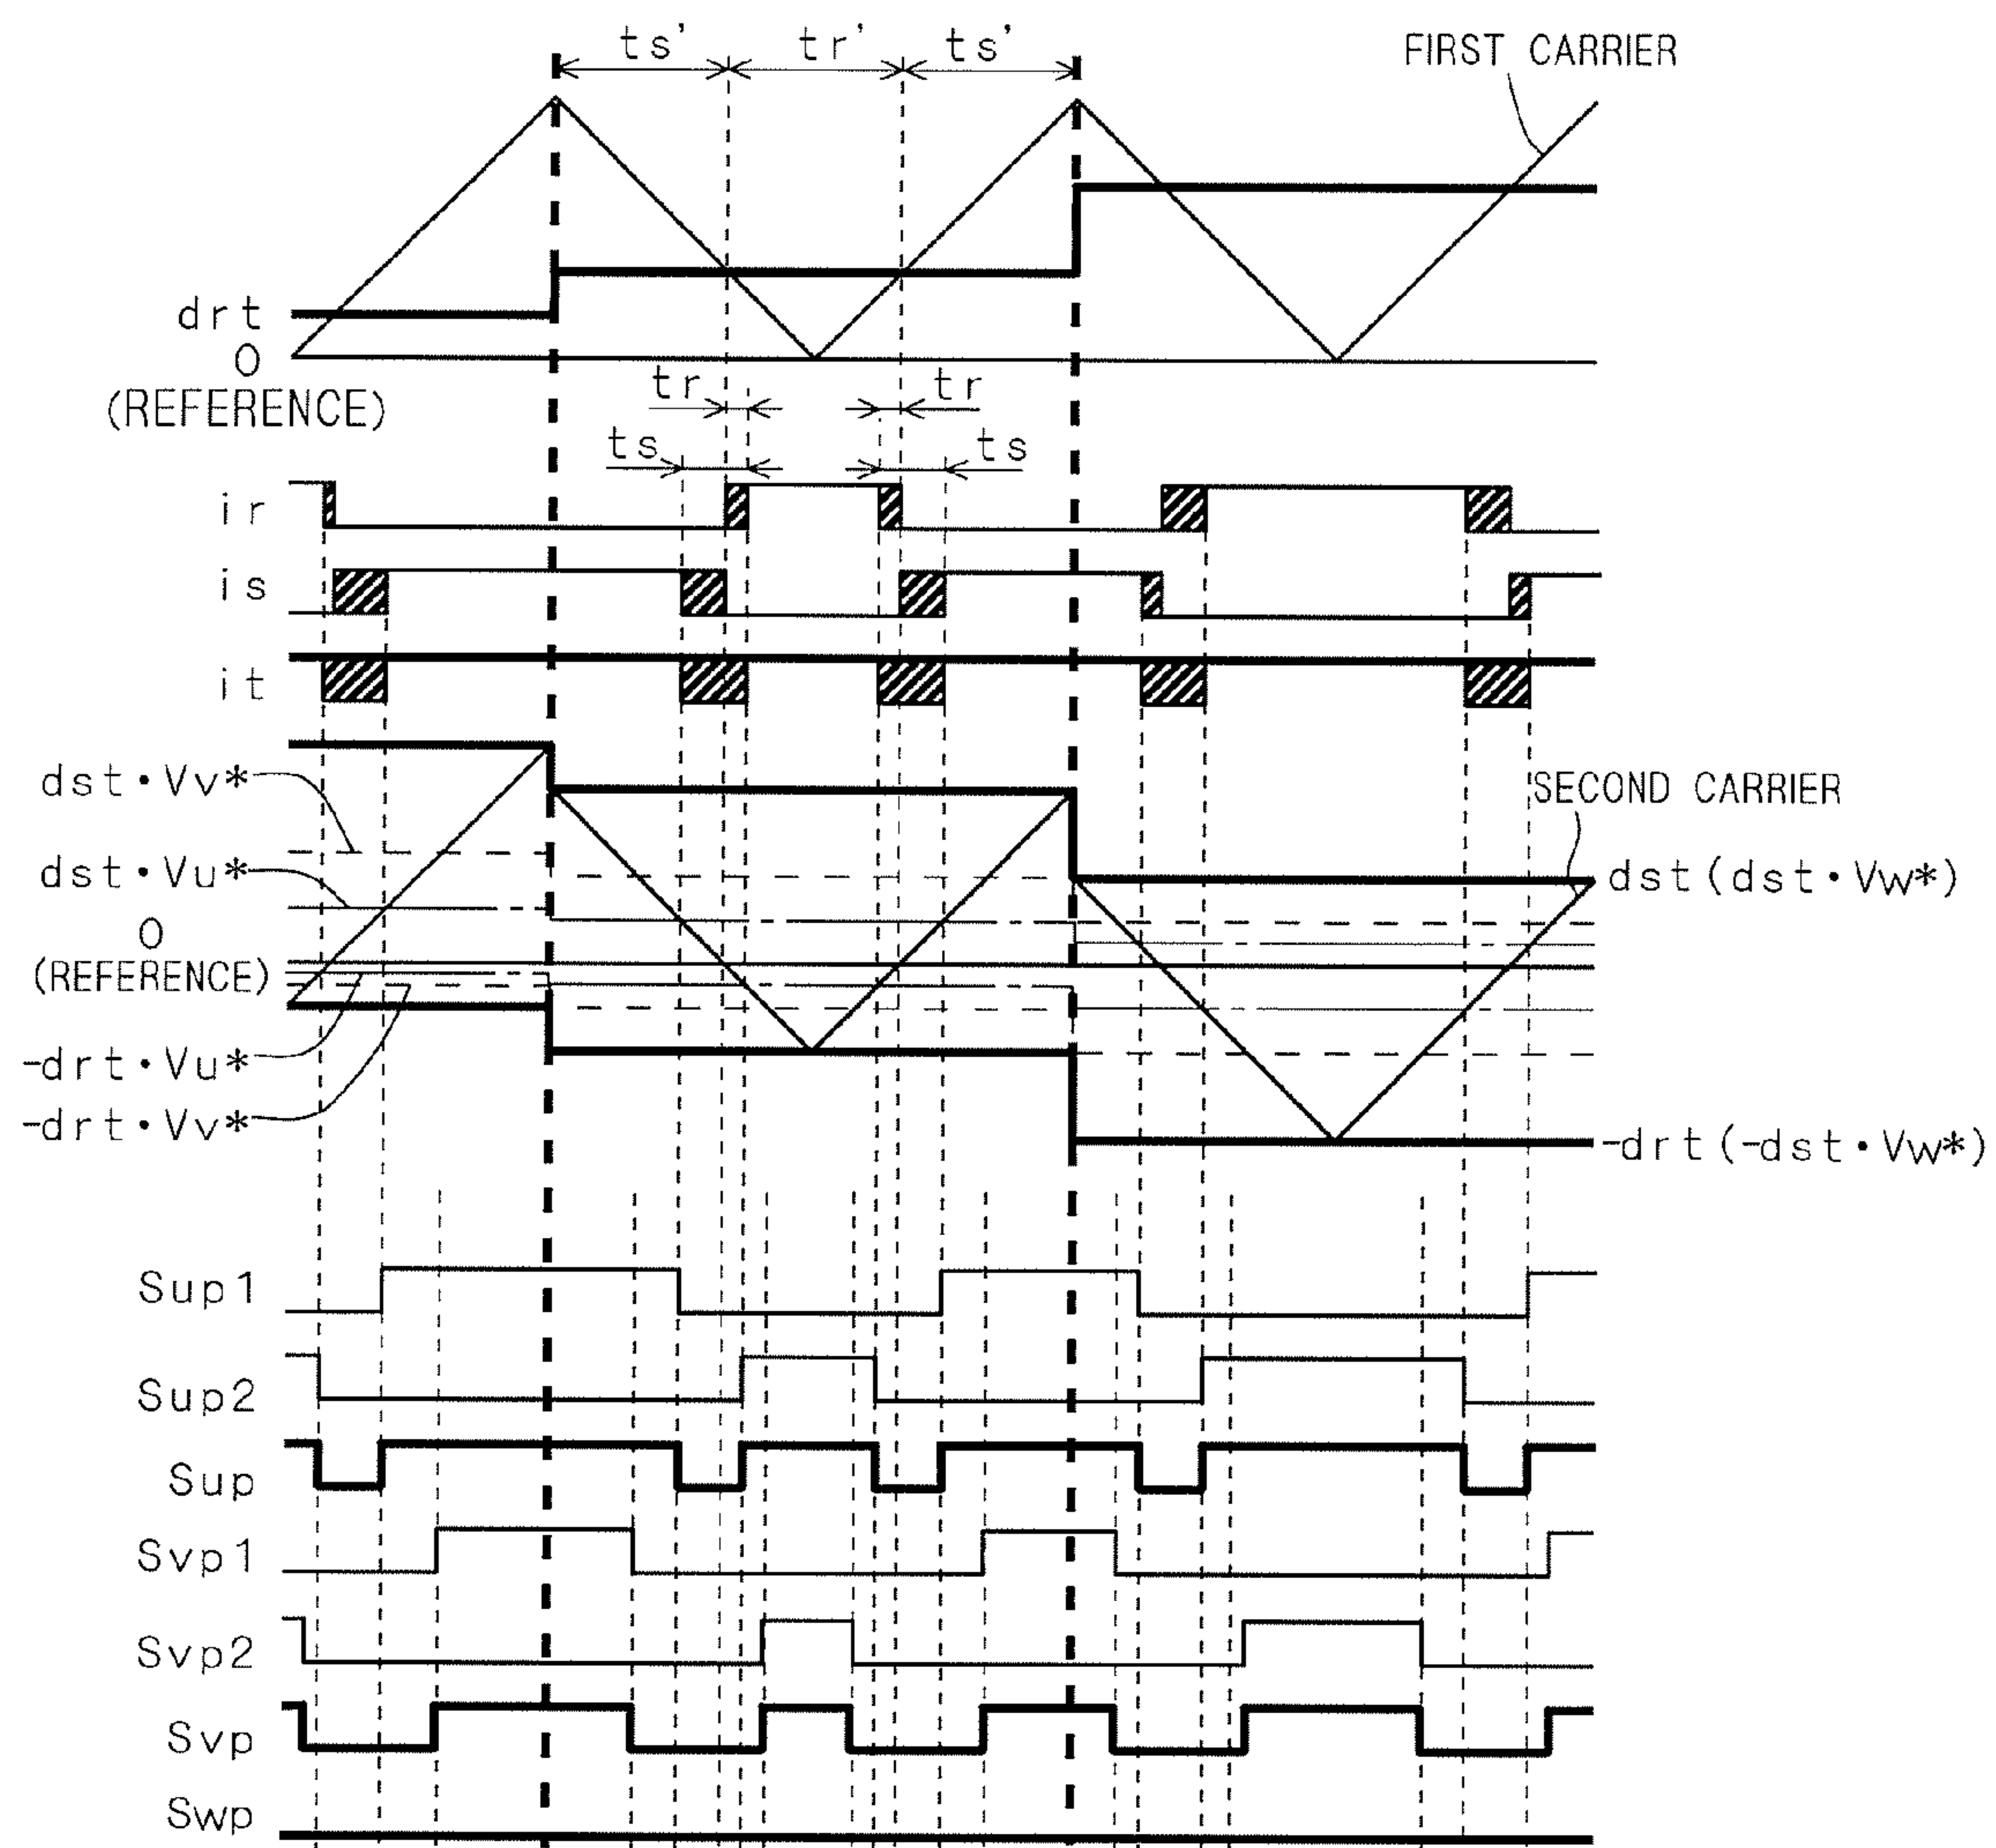 ts' tr' ts'
FIRST CARRIER
drt
0
(REFERENCE)
tr tr
ts ts
ir
is
it
dst・Vv*
SECOND CARRIER
dst・Vu*
dst(dst・Vw*)
0
(REFERENCE)
-drt・Vu*
-drt・Vv*
-drt(-dst・Vw*)
Sup1
Sup2
Sup
Svp1
Svp2
Svp
Swp